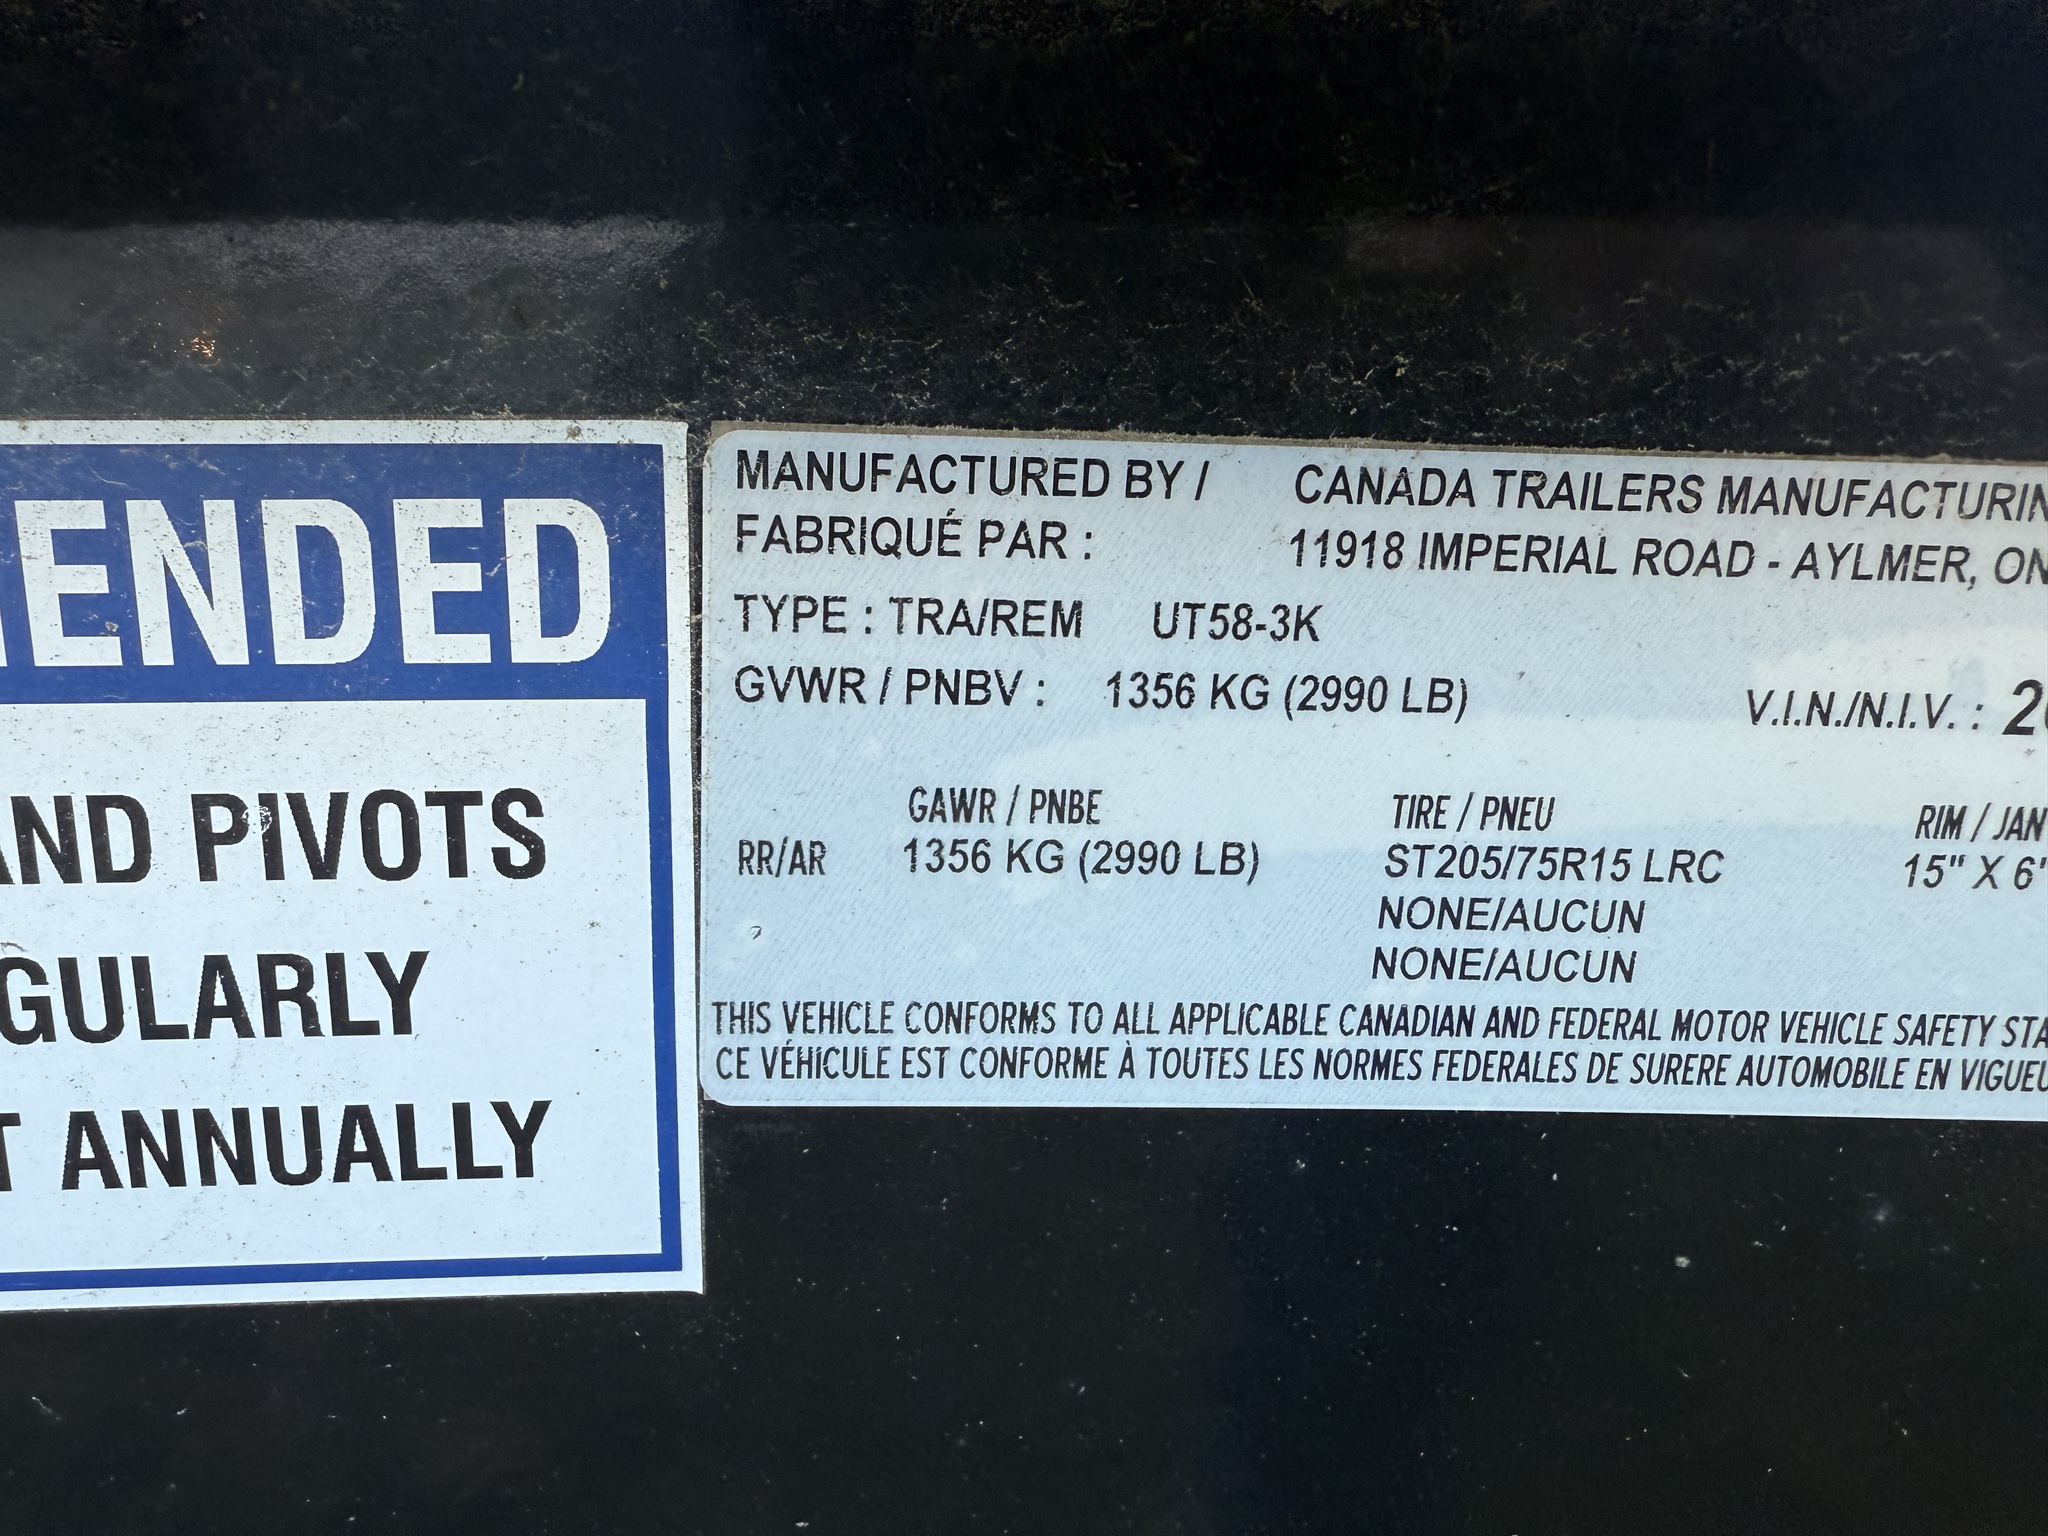 ENDED
AND PIVOTS
GULARLY
T ANNUALLY
MANUFACTURED BY / CANADA TRAILERS MANUFACTURIN
FABRIQUÉ PAR : 11918 IMPERIAL ROAD - AYLMER, ON
TYPE : TRA/REM UT58-3K
GVWR / PNBV : 1356 KG (2990 LB) V.I.N./N.I.V. : 2
GAWR / PNBE TIRE / PNEU RIM / JAN
RR/AR 1356 KG (2990 LB) ST205/75R15 LRC 15" X 6"
NONE/AUCUN
NONE/AUCUN
THIS VEHICLE CONFORMS TO ALL APPLICABLE CANADIAN AND FEDERAL MOTOR VEHICLE SAFETY STA
CE VÉHICULE EST CONFORME À TOUTES LES NORMES FEDERALES DE SURERE AUTOMOBILE EN VIGUEU